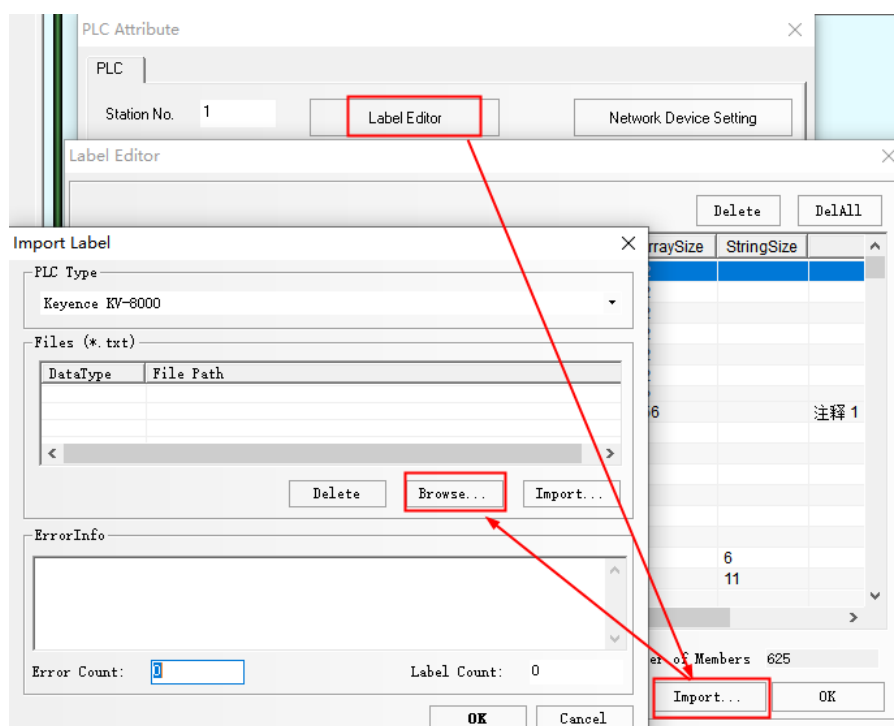 PLC Attribute
PLC
Station No. 1 Label Editor Network Device Setting
Label Editor
Delete DelAll
rraySize StringSize
Import Label
PLC Type
Keyence KV-8000
Files (*.txt)
DataType File Path
注释 1
Delete Browse... Import...
ErrorInfo
6
11
er of Members 625
Error Count: 0 Label Count: 0
Import... OK
OK Cancel